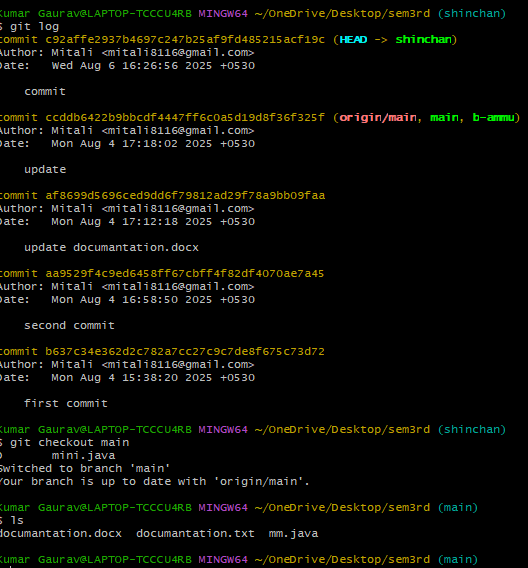 Kumar Gaurav@LAPTOP-TCCCU4RB MINGW64 ~/OneDrive/Desktop/sem3rd (shinchan)
$ git log
commit c92affe2937b4697c247b25af9fd485215acf19c (HEAD -> shinchan)
Author: Mitali <mitali8116@gmail.com>
Date:   Wed Aug 6 16:26:56 2025 +0530

    commit

commit ccddb6422b9bbcdf4447ff6c0a5d19d8f36f325f (origin/main, main, b-ammu)
Author: Mitali <mitali8116@gmail.com>
Date:   Mon Aug 4 17:18:02 2025 +0530

    update

commit af8699d5696ced9dd6f79812ad29f78a9bb09faa
Author: Mitali <mitali8116@gmail.com>
Date:   Mon Aug 4 17:12:18 2025 +0530

    update documantation.docx

commit aa9529f4c9ed6458ff67cbff4f82df4070ae7a45
Author: Mitali <mitali8116@gmail.com>
Date:   Mon Aug 4 16:58:50 2025 +0530

    second commit

commit b637c34e362d2c782a7cc27c9c7de8f675c73d72
Author: Mitali <mitali8116@gmail.com>
Date:   Mon Aug 4 15:38:20 2025 +0530

    first commit

Kumar Gaurav@LAPTOP-TCCCU4RB MINGW64 ~/OneDrive/Desktop/sem3rd (shinchan)
$ git checkout main
D       mini.java
Switched to branch 'main'
Your branch is up to date with 'origin/main'.

Kumar Gaurav@LAPTOP-TCCCU4RB MINGW64 ~/OneDrive/Desktop/sem3rd (main)
$ ls
documantation.docx  documantation.txt  mm.java

Kumar Gaurav@LAPTOP-TCCCU4RB MINGW64 ~/OneDrive/Desktop/sem3rd (main)